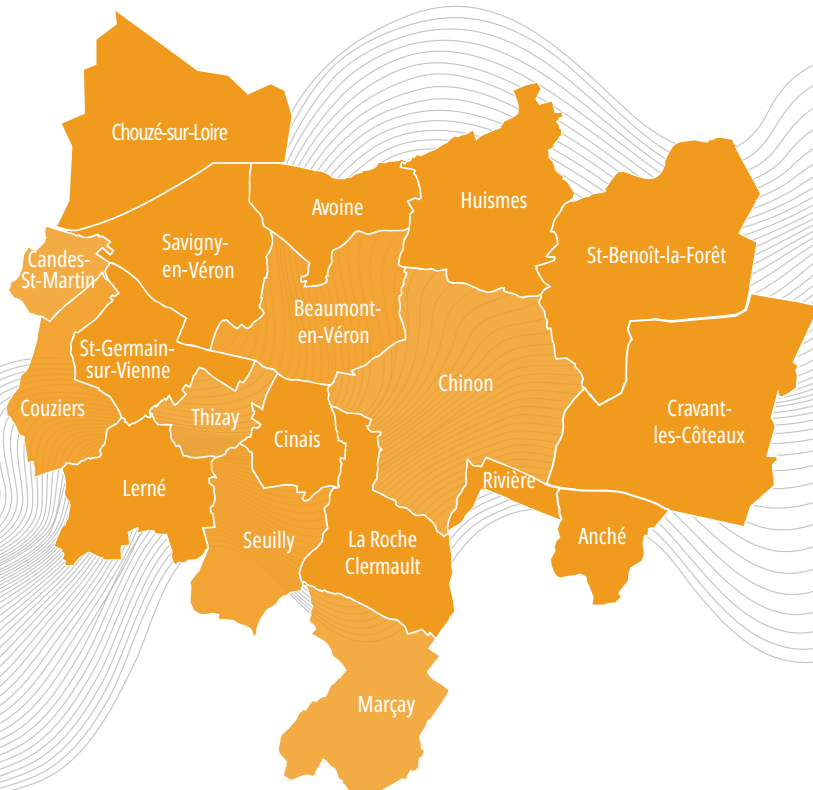 Chouzé-sur-Loire
Huismes
Avoine
Savigny-
en-Véron
St-Benoît-la-Forêt
Candes-
St-Martin
Beaumont-
en-Véron
St-Germain-
sur-Vienne
Chinon
Couziers
Thizay
Cravant-
les-Côteaux
Cinais
Rivière
Lerné
Anché
Seuilly
La Roche
Clermault
Marçay